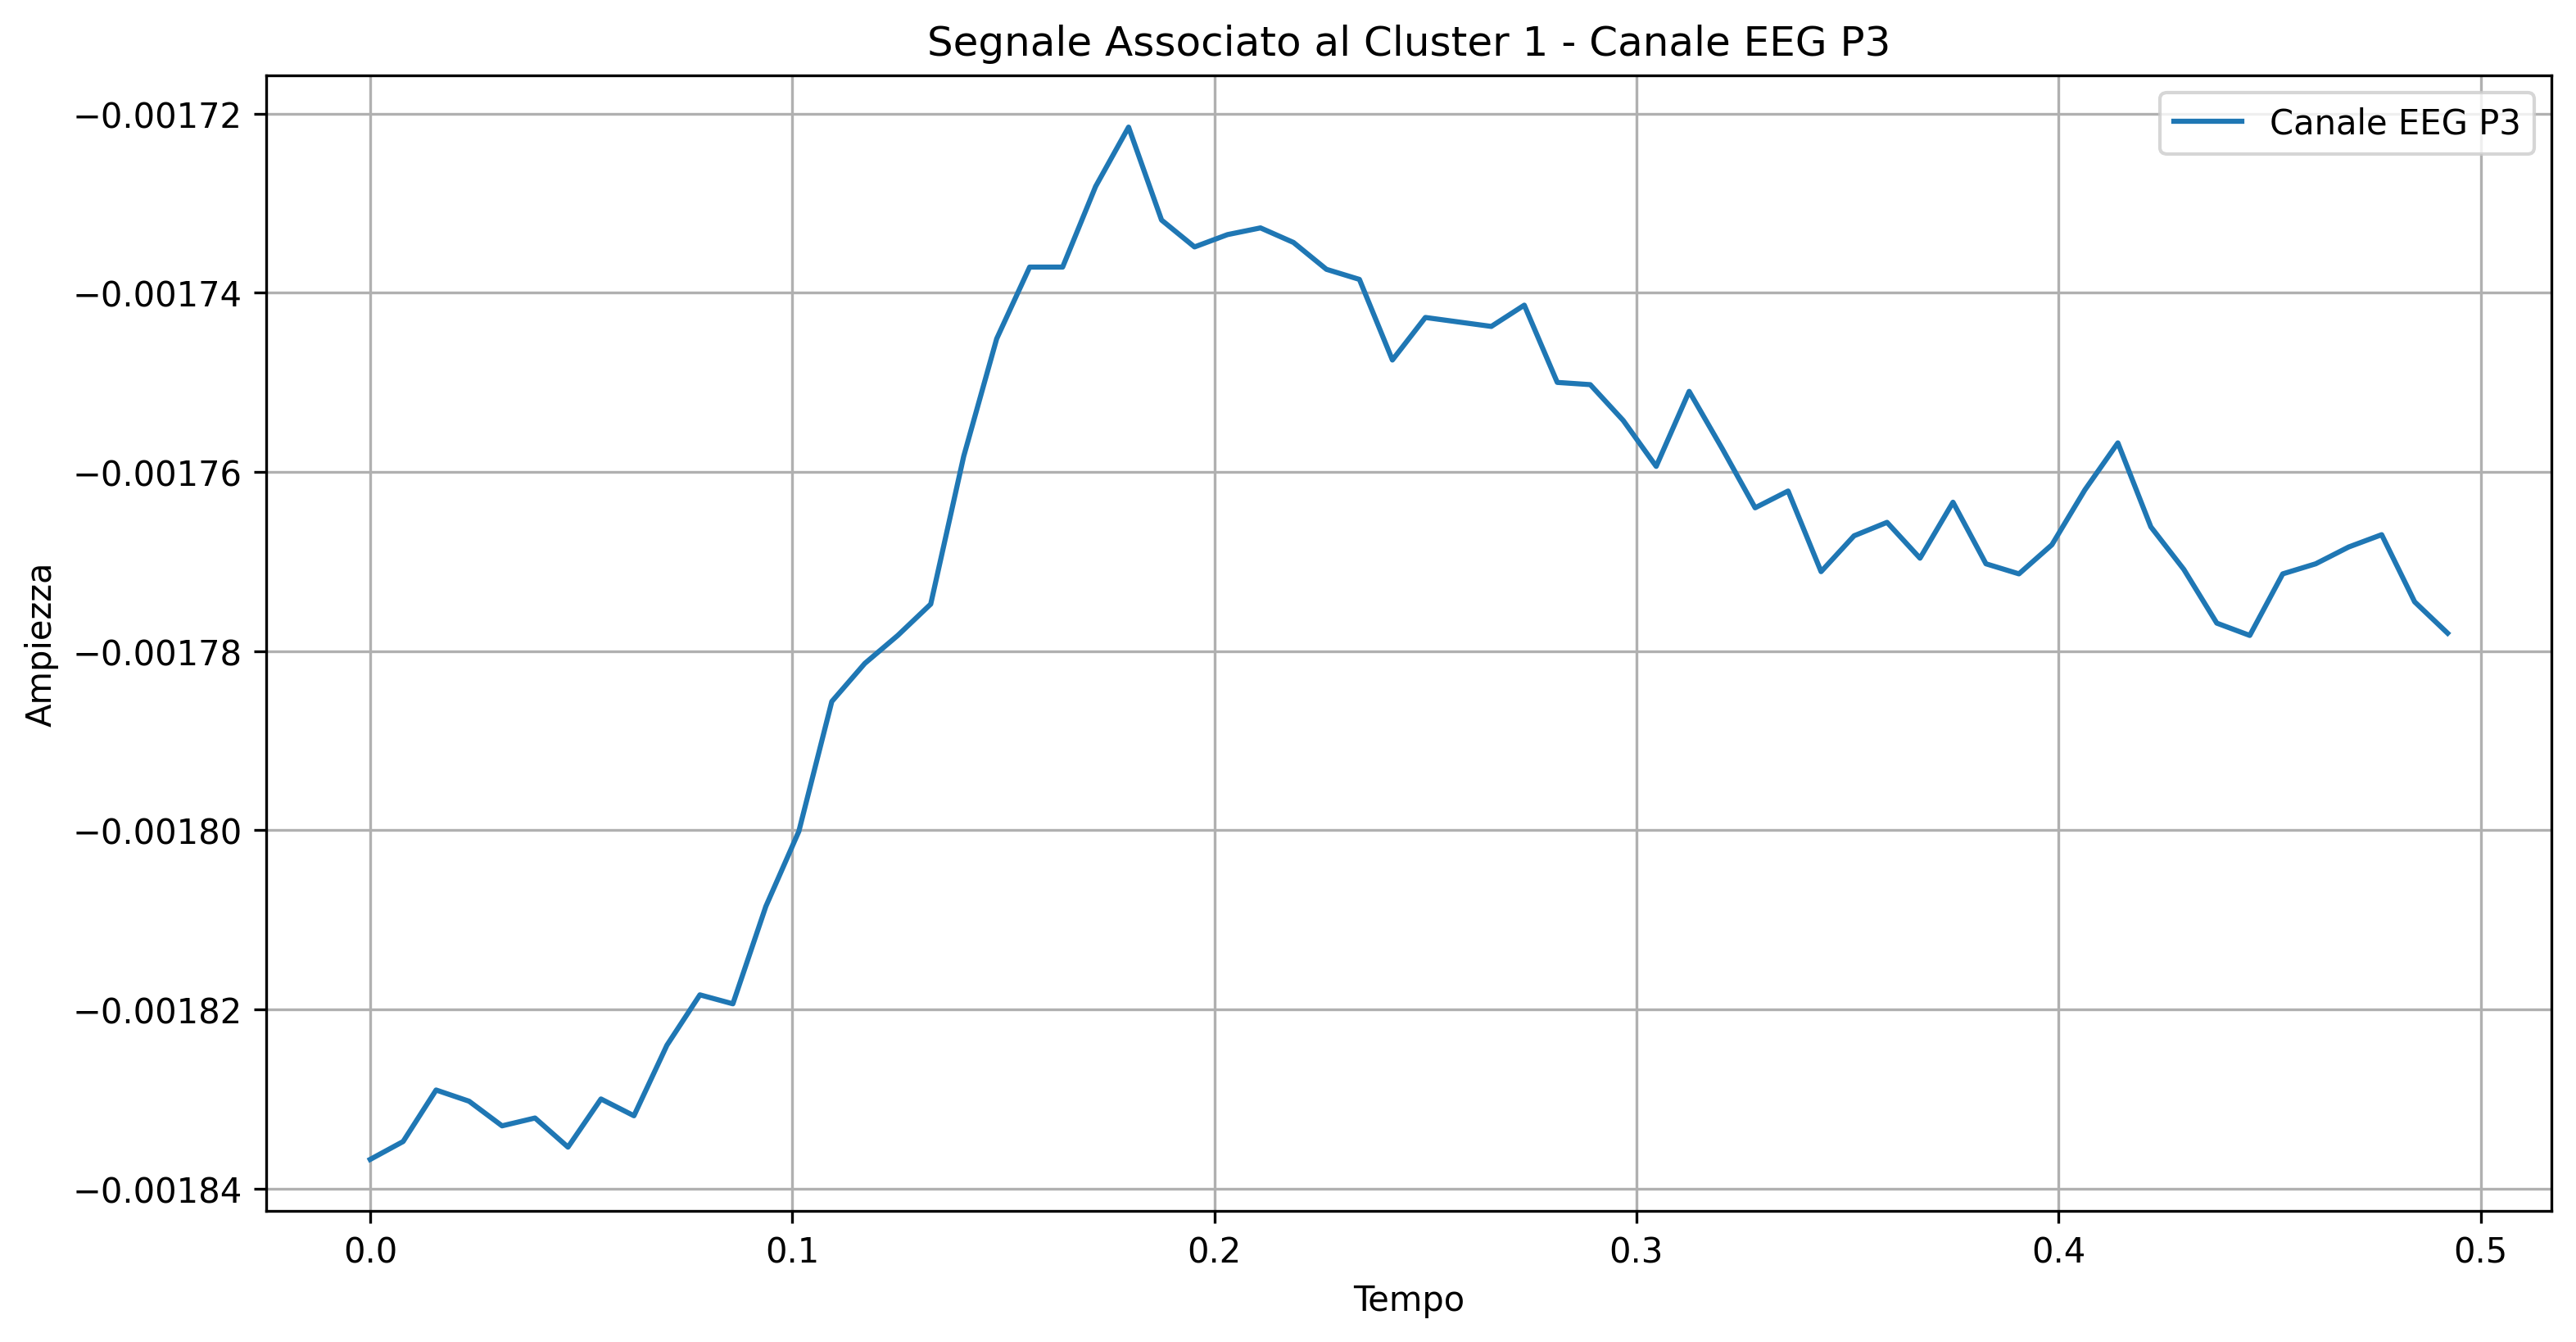 Segnale Associato al Cluster 1 - Canale EEG P3
Canale EEG P3
Ampiezza
−0.00172
−0.00174
−0.00176
−0.00178
−0.00180
−0.00182
−0.00184
0.0 0.1 0.2 0.3 0.4 0.5
Tempo